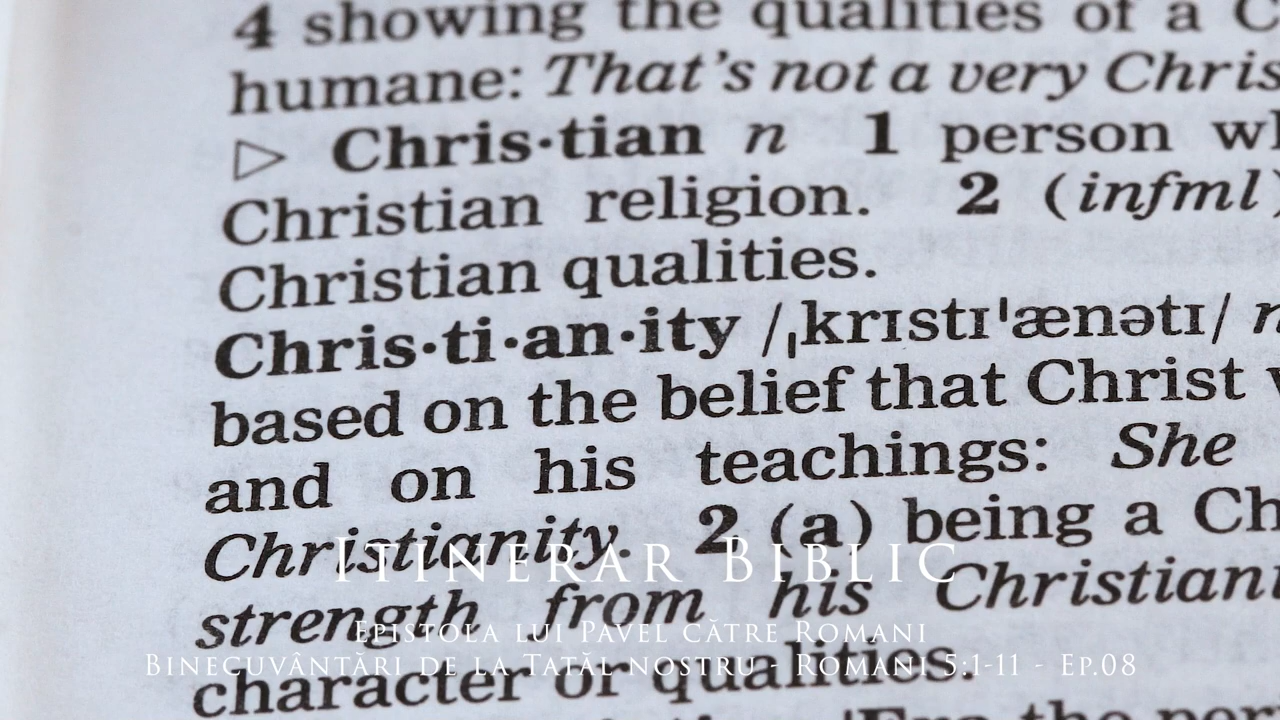 4 showing the qualities of a C
humane: That's not a very Chris
▷ Chris·tian n 1 person wh
Christian religion. 2 (infml)
Christian qualities.
Chris·ti·an·ity /ˌkrɪstɪˈænətɪ/ n
based on the belief that Christ w
and on his teachings: She
Christianity. 2 (a) being a Ch
Itinerar Biblic
strength from his Christiani
Epistola lui Pavel către Romani
Binecuvântări de la Tatăl nostru - Romani 5:1-11 - Ep.08
character or qualities.